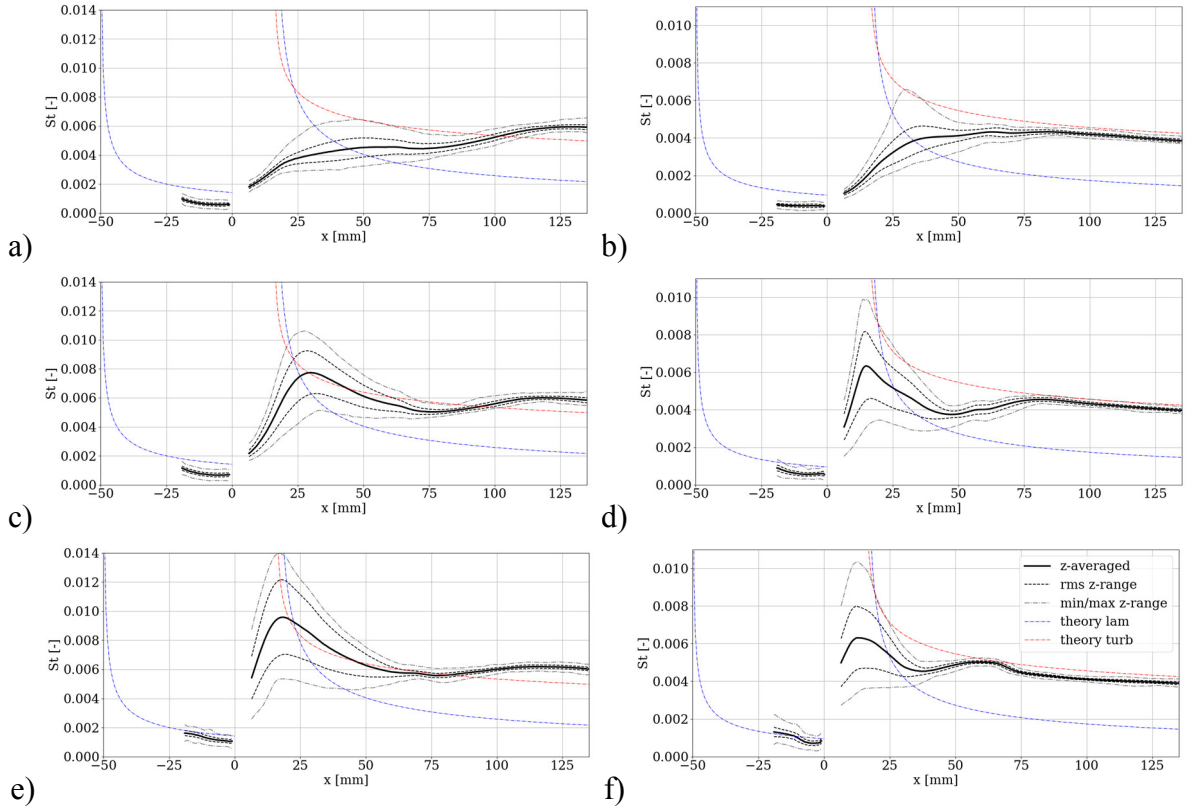 0.014
0.012
0.010
0.008
0.006
0.004
0.002
0.000
St [-]
−50 −25 0 25 50 75 100 125
x [mm]
a)
0.010
0.008
0.006
0.004
0.002
0.000
St [-]
−50 −25 0 25 50 75 100 125
x [mm]
b)
0.014
0.012
0.010
0.008
0.006
0.004
0.002
0.000
St [-]
−50 −25 0 25 50 75 100 125
x [mm]
c)
0.010
0.008
0.006
0.004
0.002
0.000
St [-]
−50 −25 0 25 50 75 100 125
x [mm]
d)
0.014
0.012
0.010
0.008
0.006
0.004
0.002
0.000
St [-]
−50 −25 0 25 50 75 100 125
x [mm]
e)
0.010
0.008
0.006
0.004
0.002
0.000
St [-]
−50 −25 0 25 50 75 100 125
x [mm]
z-averaged
rms z-range
min/max z-range
theory lam
theory turb
f)